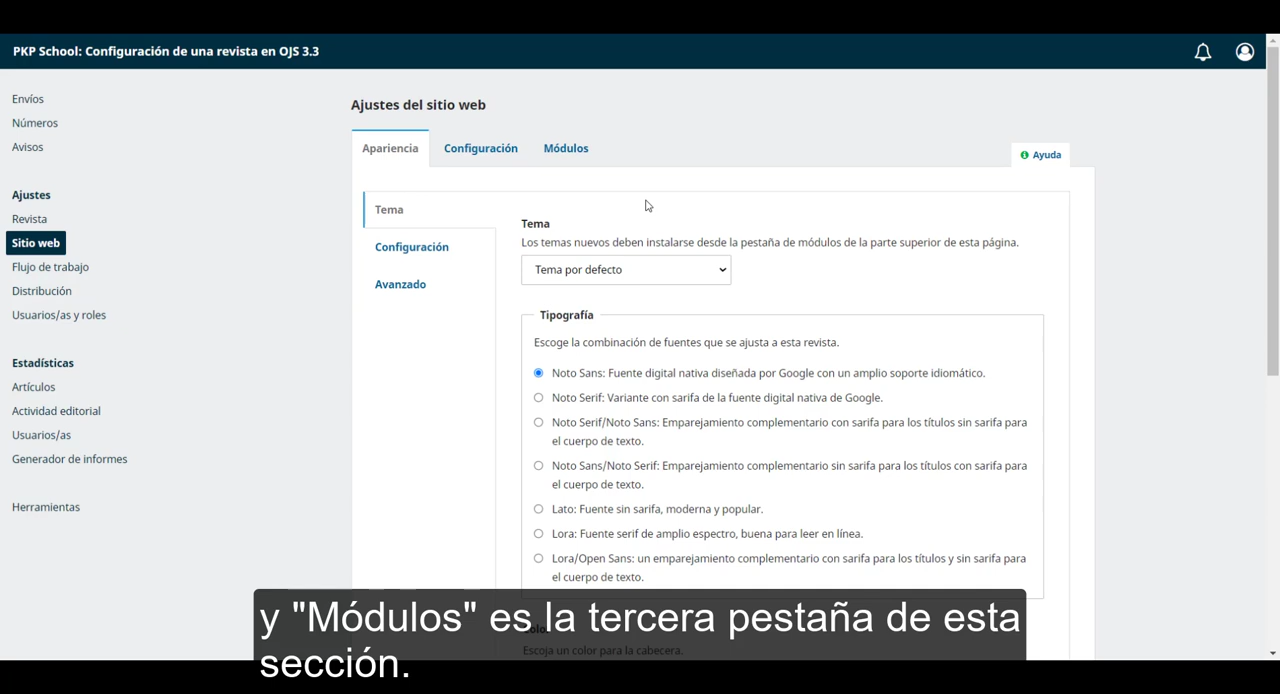 PKP School: Configuración de una revista en OJS 3.3
Envíos
Números
Avisos
Ajustes
Revista
Sitio web
Flujo de trabajo
Distribución
Usuarios/as y roles
Estadísticas
Artículos
Actividad editorial
Usuarios/as
Generador de informes
Herramientas
Ajustes del sitio web
Apariencia
Configuración
Módulos
Ayuda
Tema
Configuración
Avanzado
Tema
Los temas nuevos deben instalarse desde la pestaña de módulos de la parte superior de esta página.
Tema por defecto
Tipografía
Escoge la combinación de fuentes que se ajusta a esta revista.
Noto Sans: Fuente digital nativa diseñada por Google con un amplio soporte idiomático.
Noto Serif: Variante con sarifa de la fuente digital nativa de Google.
Noto Serif/Noto Sans: Emparejamiento complementario con sarifa para los títulos sin sarifa para
el cuerpo de texto.
Noto Sans/Noto Serif: Emparejamiento complementario sin sarifa para los títulos con sarifa para
el cuerpo de texto.
Lato: Fuente sin sarifa, moderna y popular.
Lora: Fuente serif de amplio espectro, buena para leer en línea.
Lora/Open Sans: un emparejamiento complementario con sarifa para los títulos y sin sarifa para
el cuerpo de texto.
Color
Escoja un color para la cabecera.
y "Módulos" es la tercera pestaña de esta
sección.